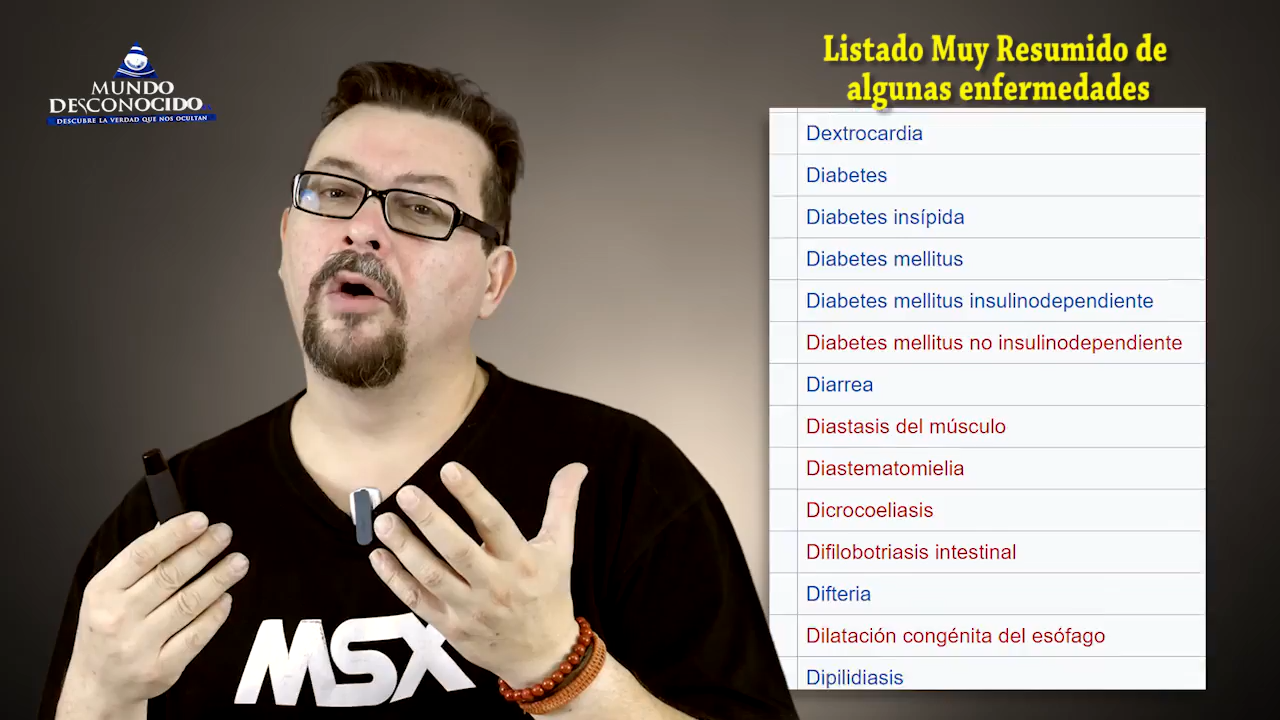 MUNDO
DESCONOCIDO
DESCUBRE LA VERDAD QUE NOS OCULTAN
Listado Muy Resumido de
algunas enfermedades
Dextrocardia
Diabetes
Diabetes insípida
Diabetes mellitus
Diabetes mellitus insulinodependiente
Diabetes mellitus no insulinodependiente
Diarrea
Diastasis del músculo
Diastematomielia
Dicrocoeliasis
Difilobotriasis intestinal
Difteria
Dilatación congénita del esófago
Dipilidiasis
MSX